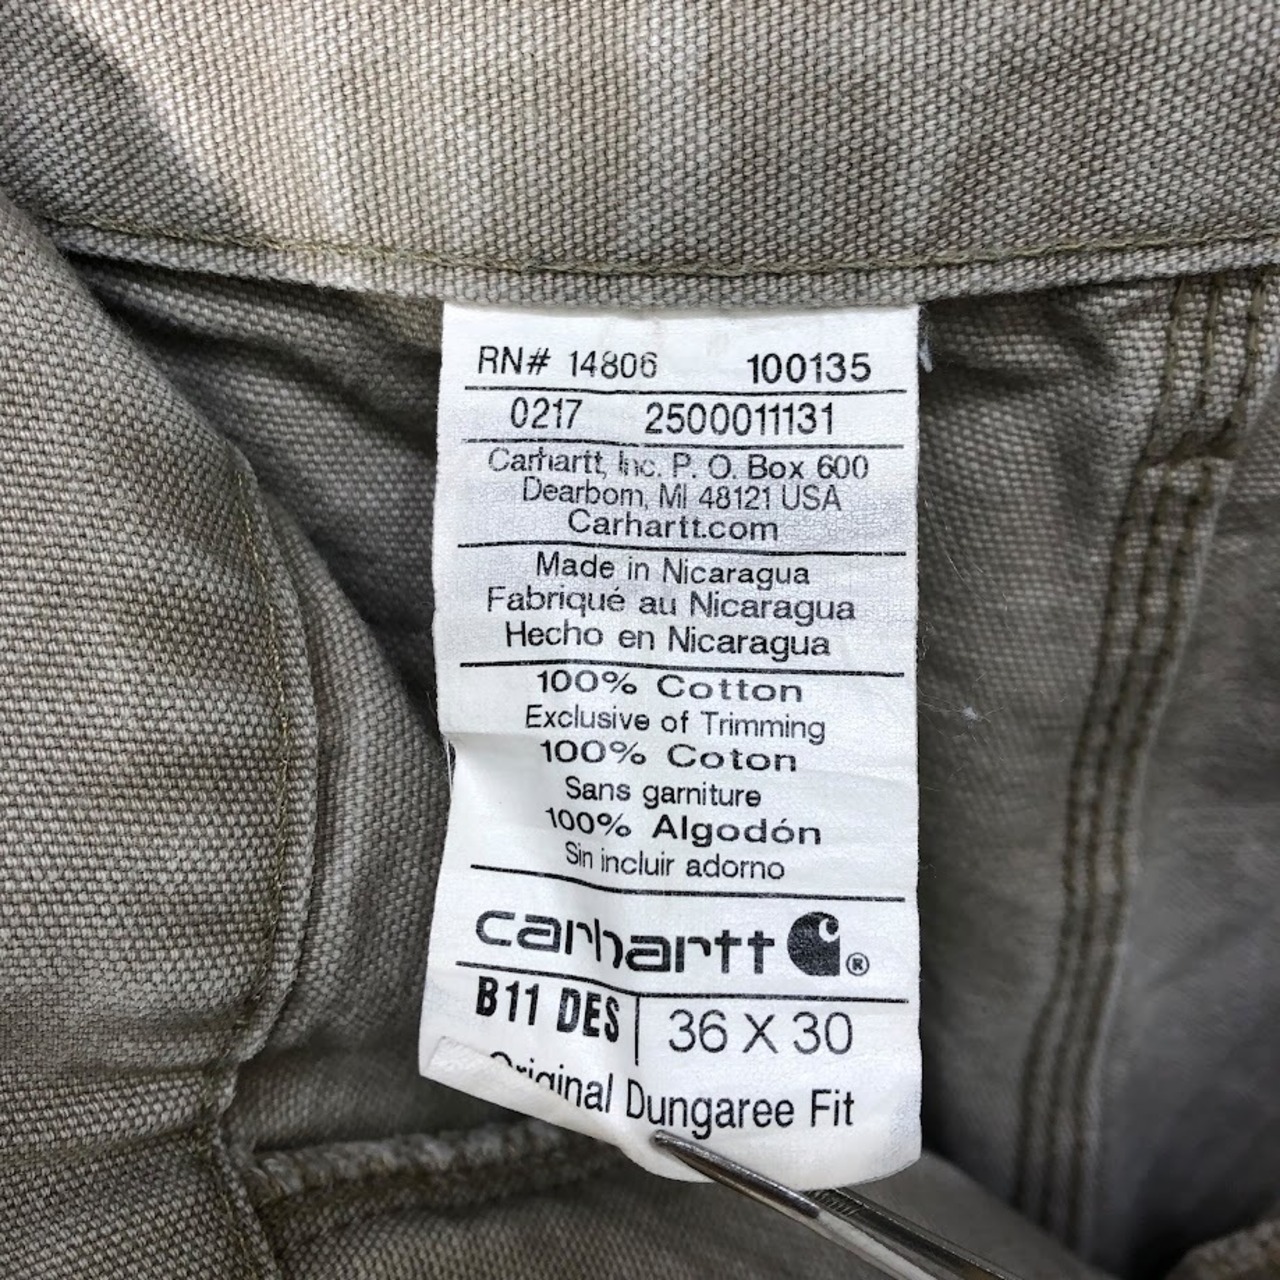 RN# 14806 100135
0217 2500011131
Carhartt, Inc. P. O. Box 600
Dearborn, MI 48121 USA
Carhartt.com
Made in Nicaragua
Fabriqué au Nicaragua
Hecho en Nicaragua
100% Cotton
Exclusive of Trimming
100% Coton
Sans garniture
100% Algodón
Sin incluir adorno
carhartt ®
B11 DES 36 X 30
Original Dungaree Fit